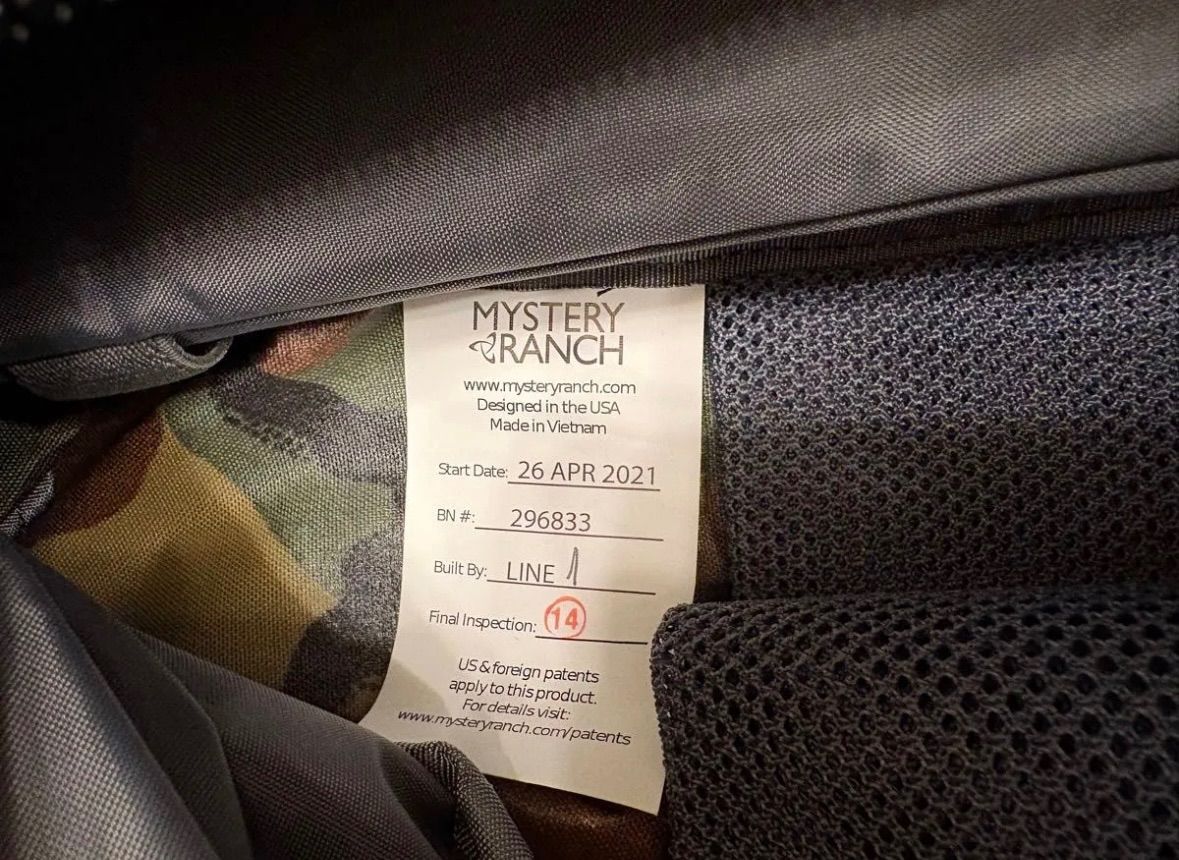 MYSTERY
RANCH
www.mysteryranch.com
Designed in the USA
Made in Vietnam
Start Date: 26 APR 2021
BN #: 296833
Built By: LINE 1
Final Inspection: 14
US & foreign patents
apply to this product.
For details visit:
www.mysteryranch.com/patents